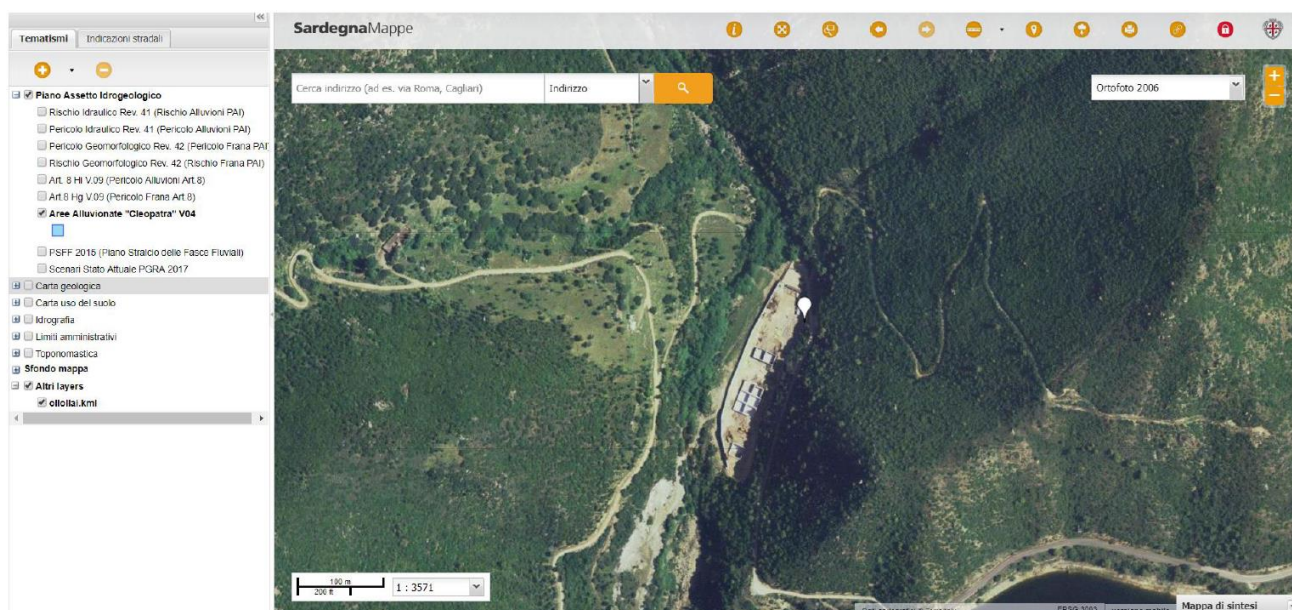 SardegnaMappe
Tematismi
Indicazioni stradali
Cerca indirizzo (ad es. via Roma, Cagliari)
Indirizzo
Ortofoto 2006
Piano Assetto Idrogeologico
Rischio Idraulico Rev. 41 (Rischio Alluvioni PAI)
Pericolo Idraulico Rev. 41 (Pericolo Alluvioni PAI)
Pericolo Geomorfologico Rev. 42 (Pericolo Frana PAI
Rischio Geomorfologico Rev. 42 (Rischio Frana PAI)
Art. 8 Hi V.09 (Pericolo Alluvioni Art.8)
Art.8 Hg V.09 (Pericolo Frana Art.8)
Aree Alluvionate "Cleopatra" V04
PSFF 2015 (Piano Stralcio delle Fasce Fluviali)
Scenari Stato Attuale PGRA 2017
Carta geologica
Carta uso del suolo
Idrografia
Limiti amministrativi
Toponomastica
Sfondo mappa
Altri layers
ollollai.kml
100 m
200 ft
1 : 3571
Mappa di sintesi